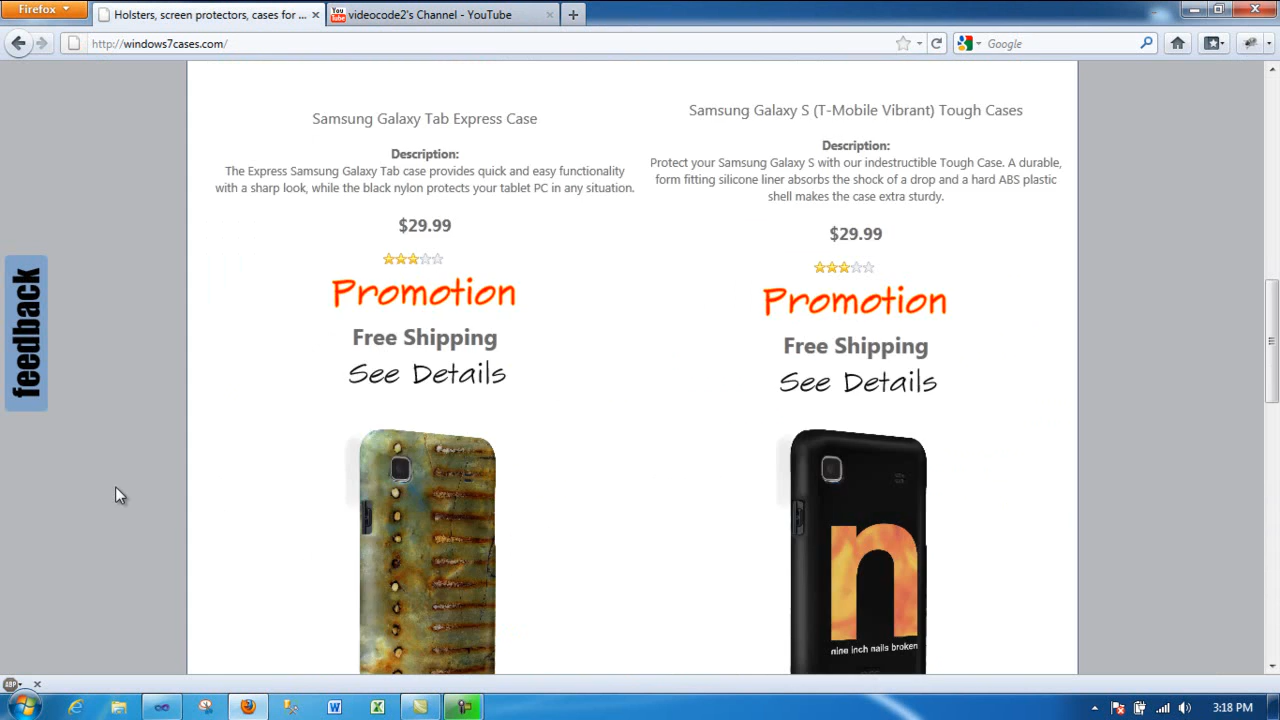 Firefox
Holsters, screen protectors, cases for ...
You Tube
videocode2's Channel - YouTube
http://windows7cases.com/
Google
Samsung Galaxy Tab Express Case
Description:
The Express Samsung Galaxy Tab case provides quick and easy functionality
with a sharp look, while the black nylon protects your tablet PC in any situation.
$29.99
Promotion
Free Shipping
See Details
Samsung Galaxy S (T-Mobile Vibrant) Tough Cases
Description:
Protect your Samsung Galaxy S with our indestructible Tough Case. A durable,
form fitting silicone liner absorbs the shock of a drop and a hard ABS plastic
shell makes the case extra sturdy.
$29.99
Promotion
Free Shipping
See Details
feedback
n
nine inch nails broken
ABP
3:18 PM